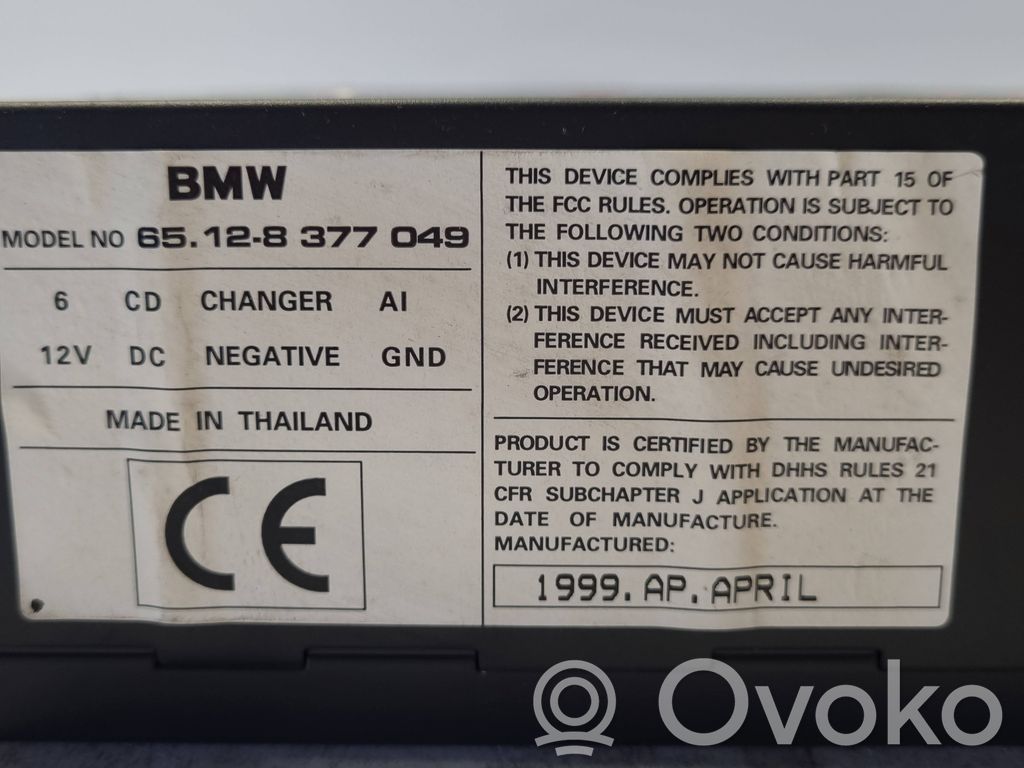 BMW
MODEL NO 65.12-8 377 049
6 CD CHANGER AI
12V DC NEGATIVE GND
MADE IN THAILAND
CE
THIS DEVICE COMPLIES WITH PART 15 OF
THE FCC RULES. OPERATION IS SUBJECT TO
THE FOLLOWING TWO CONDITIONS:
(1) THIS DEVICE MAY NOT CAUSE HARMFUL
INTERFERENCE.
(2) THIS DEVICE MUST ACCEPT ANY INTER-
FERENCE RECEIVED INCLUDING INTER-
FERENCE THAT MAY CAUSE UNDESIRED
OPERATION.
PRODUCT IS CERTIFIED BY THE MANUFAC-
TURER TO COMPLY WITH DHHS RULES 21
CFR SUBCHAPTER J APPLICATION AT THE
DATE OF MANUFACTURE.
MANUFACTURED:
1999. AP. APRIL
Ovoko